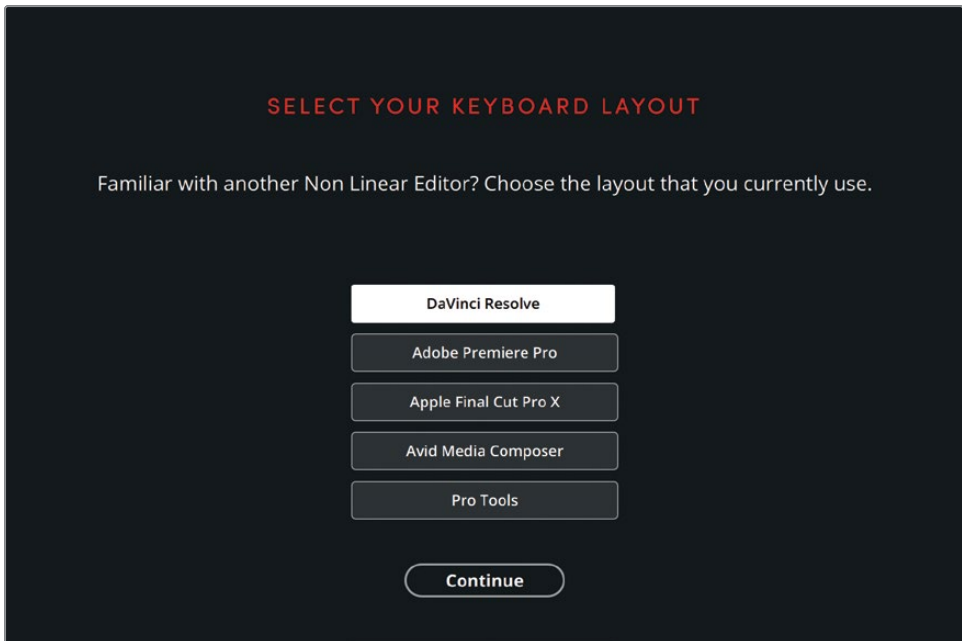 SELECT YOUR KEYBOARD LAYOUT
Familiar with another Non Linear Editor? Choose the layout that you currently use.
DaVinci Resolve
Adobe Premiere Pro
Apple Final Cut Pro X
Avid Media Composer
Pro Tools
Continue